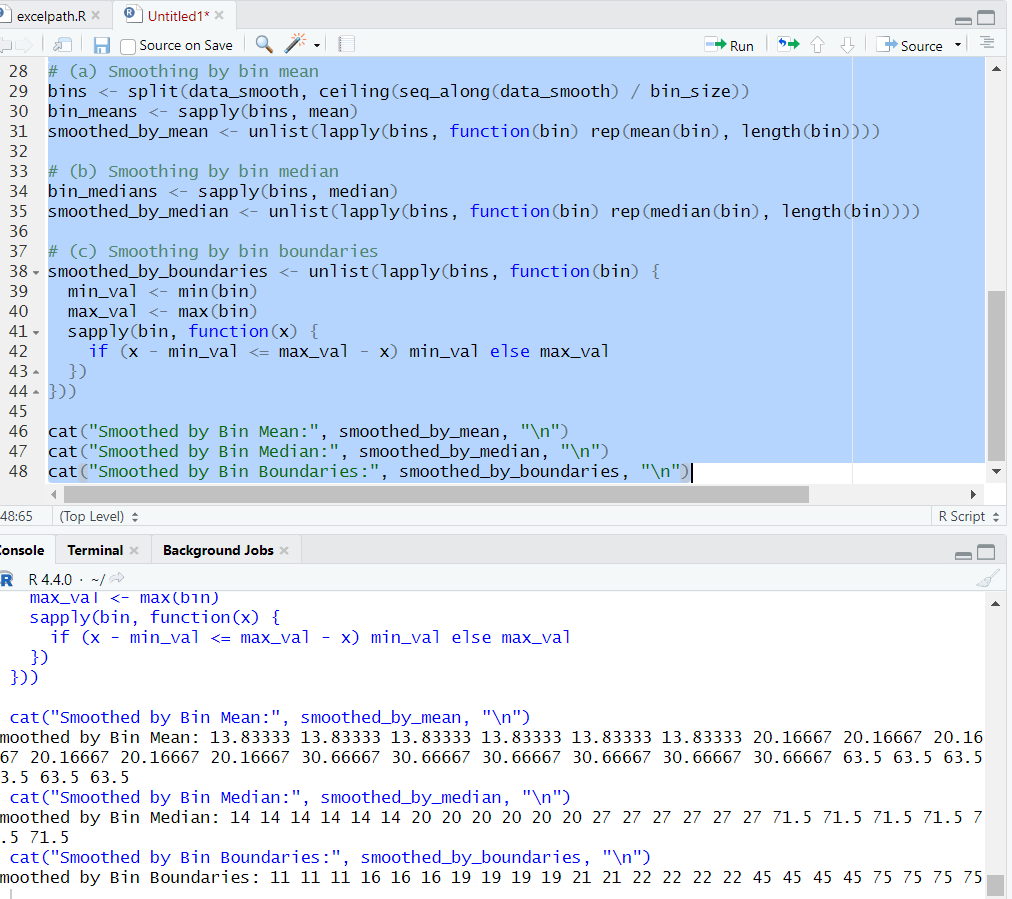 excelpath.R
Untitled1*
Source on Save
Run
Source
28 # (a) Smoothing by bin mean
29 bins <- split(data_smooth, ceiling(seq_along(data_smooth) / bin_size))
30 bin_means <- sapply(bins, mean)
31 smoothed_by_mean <- unlist(lapply(bins, function(bin) rep(mean(bin), length(bin))))
32
33 # (b) Smoothing by bin median
34 bin_medians <- sapply(bins, median)
35 smoothed_by_median <- unlist(lapply(bins, function(bin) rep(median(bin), length(bin))))
36
37 # (c) Smoothing by bin boundaries
38 smoothed_by_boundaries <- unlist(lapply(bins, function(bin) {
39   min_val <- min(bin)
40   max_val <- max(bin)
41   sapply(bin, function(x) {
42     if (x - min_val <= max_val - x) min_val else max_val
43   })
44 }))
45
46 cat("Smoothed by Bin Mean:", smoothed_by_mean, "\n")
47 cat("Smoothed by Bin Median:", smoothed_by_median, "\n")
48 cat("Smoothed by Bin Boundaries:", smoothed_by_boundaries, "\n")
48:65 (Top Level) R Script
onsole Terminal Background Jobs
R R 4.4.0 · ~/
max_val <- max(bin)
sapply(bin, function(x) {
if (x - min_val <= max_val - x) min_val else max_val
})
}))
cat("Smoothed by Bin Mean:", smoothed_by_mean, "\n")
moothed by Bin Mean: 13.83333 13.83333 13.83333 13.83333 13.83333 13.83333 20.16667 20.16667 20.16
67 20.16667 20.16667 20.16667 30.66667 30.66667 30.66667 30.66667 30.66667 30.66667 63.5 63.5 63.5
3.5 63.5 63.5
cat("Smoothed by Bin Median:", smoothed_by_median, "\n")
moothed by Bin Median: 14 14 14 14 14 14 20 20 20 20 20 20 27 27 27 27 27 27 71.5 71.5 71.5 71.5 7
.5 71.5
cat("Smoothed by Bin Boundaries:", smoothed_by_boundaries, "\n")
moothed by Bin Boundaries: 11 11 11 16 16 16 19 19 19 19 21 21 22 22 22 22 45 45 45 45 75 75 75 75